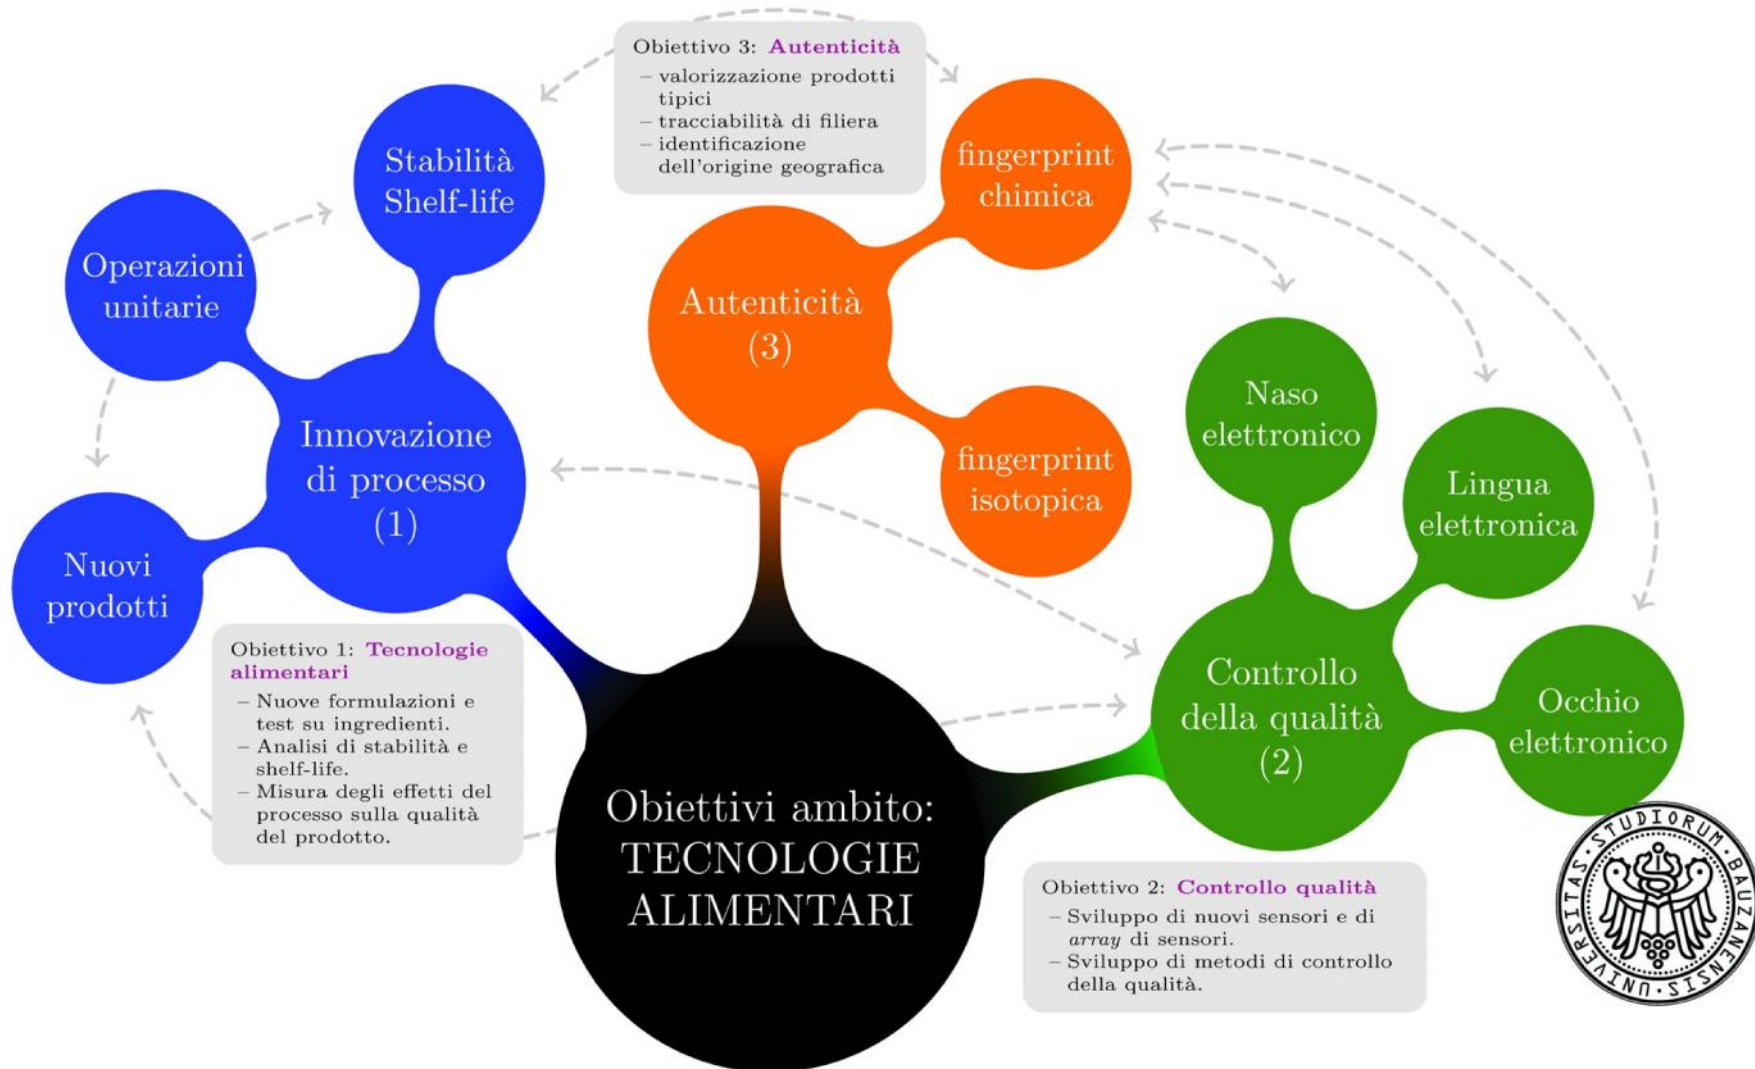 Obiettivo 3: Autenticità
– valorizzazione prodotti
tipici
– tracciabilità di filiera
– identificazione
dell'origine geografica
Stabilità
Shelf-life
fingerprint
chimica
Operazioni
unitarie
Autenticità
(3)
Naso
elettronico
Innovazione
di processo
(1)
fingerprint
isotopica
Lingua
elettronica
Nuovi
prodotti
Obiettivo 1: Tecnologie
alimentari
– Nuove formulazioni e
test su ingredienti.
– Analisi di stabilità e
shelf-life.
– Misura degli effetti del
processo sulla qualità
del prodotto.
Controllo
della qualità
(2)
Occhio
elettronico
Obiettivi ambito:
TECNOLOGIE
ALIMENTARI
Obiettivo 2: Controllo qualità
– Sviluppo di nuovi sensori e di
array di sensori.
– Sviluppo di metodi di controllo
della qualità.
UNIVERSITAS · STUDIORUM · BAUZANENSIS ·